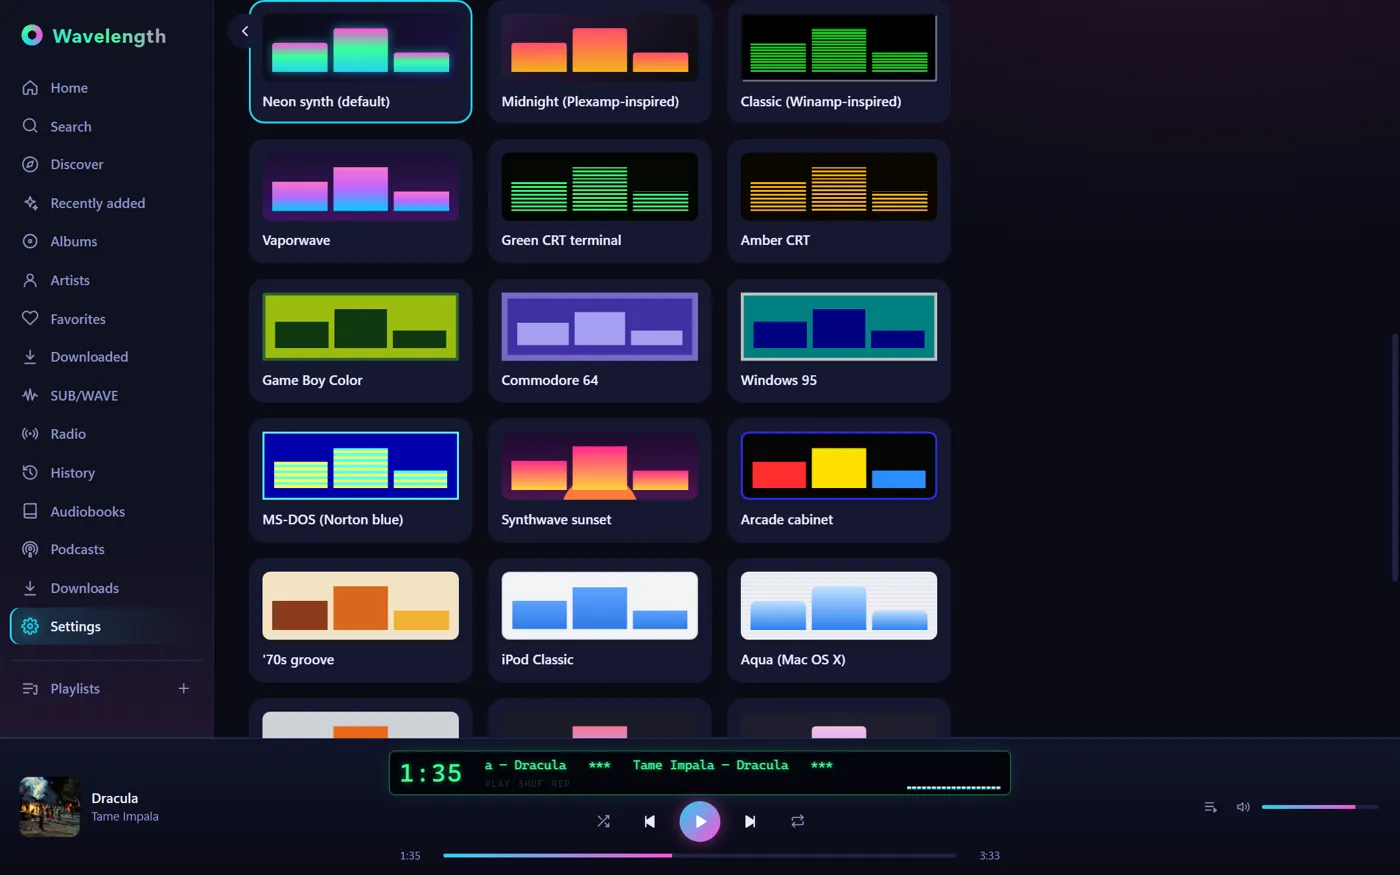 Wavelength
Home
Search
Discover
Recently added
Albums
Artists
Favorites
Downloaded
SUB/WAVE
Radio
History
Audiobooks
Podcasts
Downloads
Settings
Playlists
Neon synth (default)
Midnight (Plexamp-inspired)
Classic (Winamp-inspired)
Vaporwave
Green CRT terminal
Amber CRT
Game Boy Color
Commodore 64
Windows 95
MS-DOS (Norton blue)
Synthwave sunset
Arcade cabinet
'70s groove
iPod Classic
Aqua (Mac OS X)
Dracula
Tame Impala
1:35
a — Dracula *** Tame Impala — Dracula ***
PLAY SHUF REP
1:35
3:33